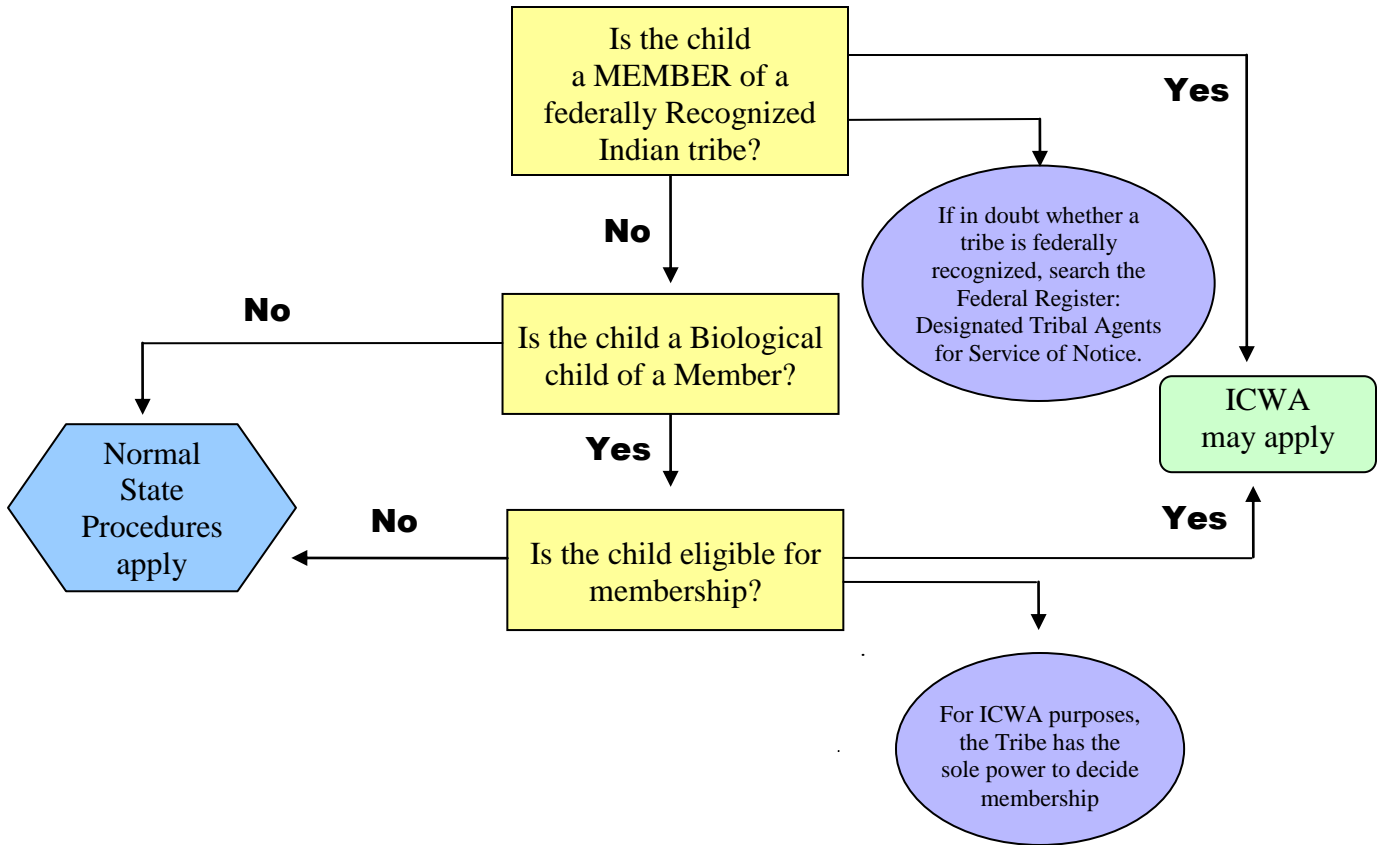 Is the child
a MEMBER of a
federally Recognized
Indian tribe?
Yes
If in doubt whether a
tribe is federally
recognized, search the
Federal Register:
Designated Tribal Agents
for Service of Notice.
No
No
Is the child a Biological
child of a Member?
ICWA
may apply
Yes
Normal
State
Procedures
apply
No
Is the child eligible for
membership?
Yes
For ICWA purposes,
the Tribe has the
sole power to decide
membership